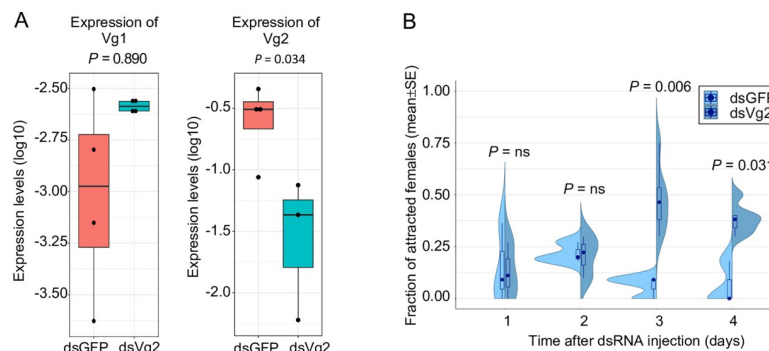 A
Expression of
Vg1
P = 0.890
Expression levels (log10)
-2.50
-2.75
-3.00
-3.25
-3.50
dsGFP dsVg2
Expression of
Vg2
P = 0.034
Expression levels (log10)
-0.5
-1.0
-1.5
-2.0
dsGFP dsVg2
B
Fraction of attracted females (mean±SE)
1.00
0.75
0.50
0.25
0.00
P = ns
P = ns
P = 0.006
P = 0.031
dsGFP
dsVg2
1 2 3 4
Time after dsRNA injection (days)